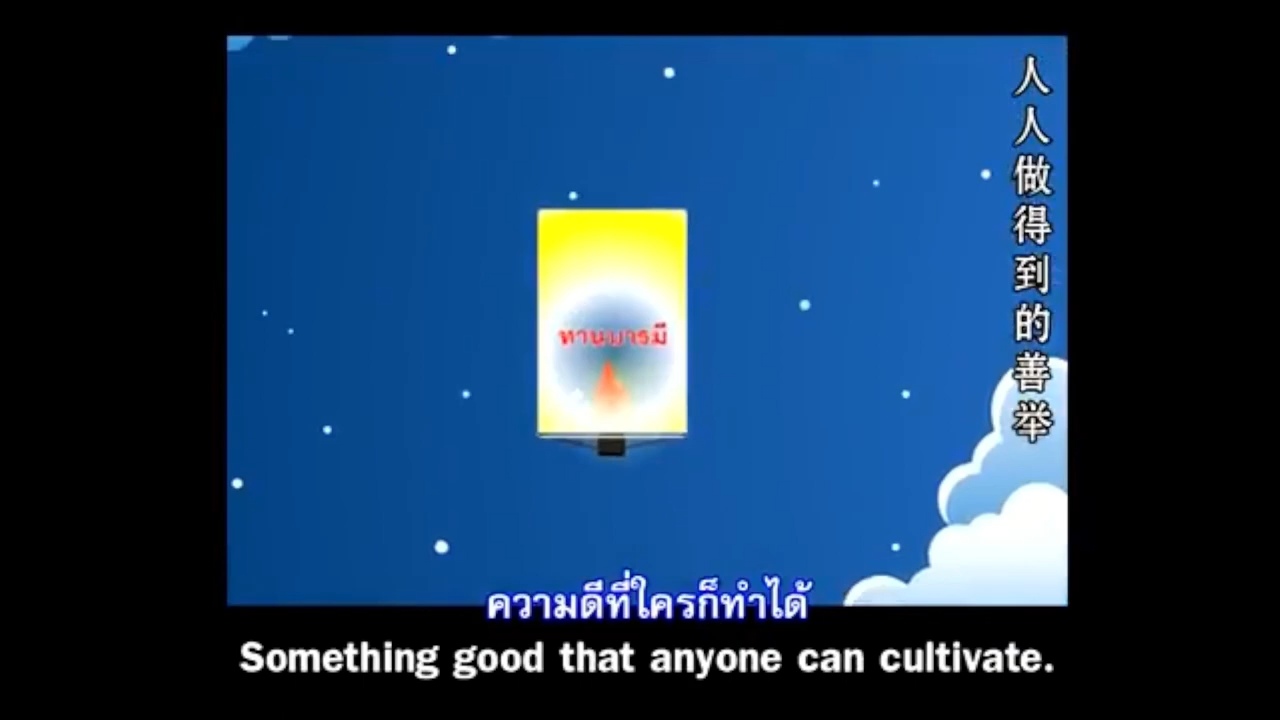 人人做得到的善举
ทานบารมี
ความดีที่ใครก็ทำได้
Something good that anyone can cultivate.